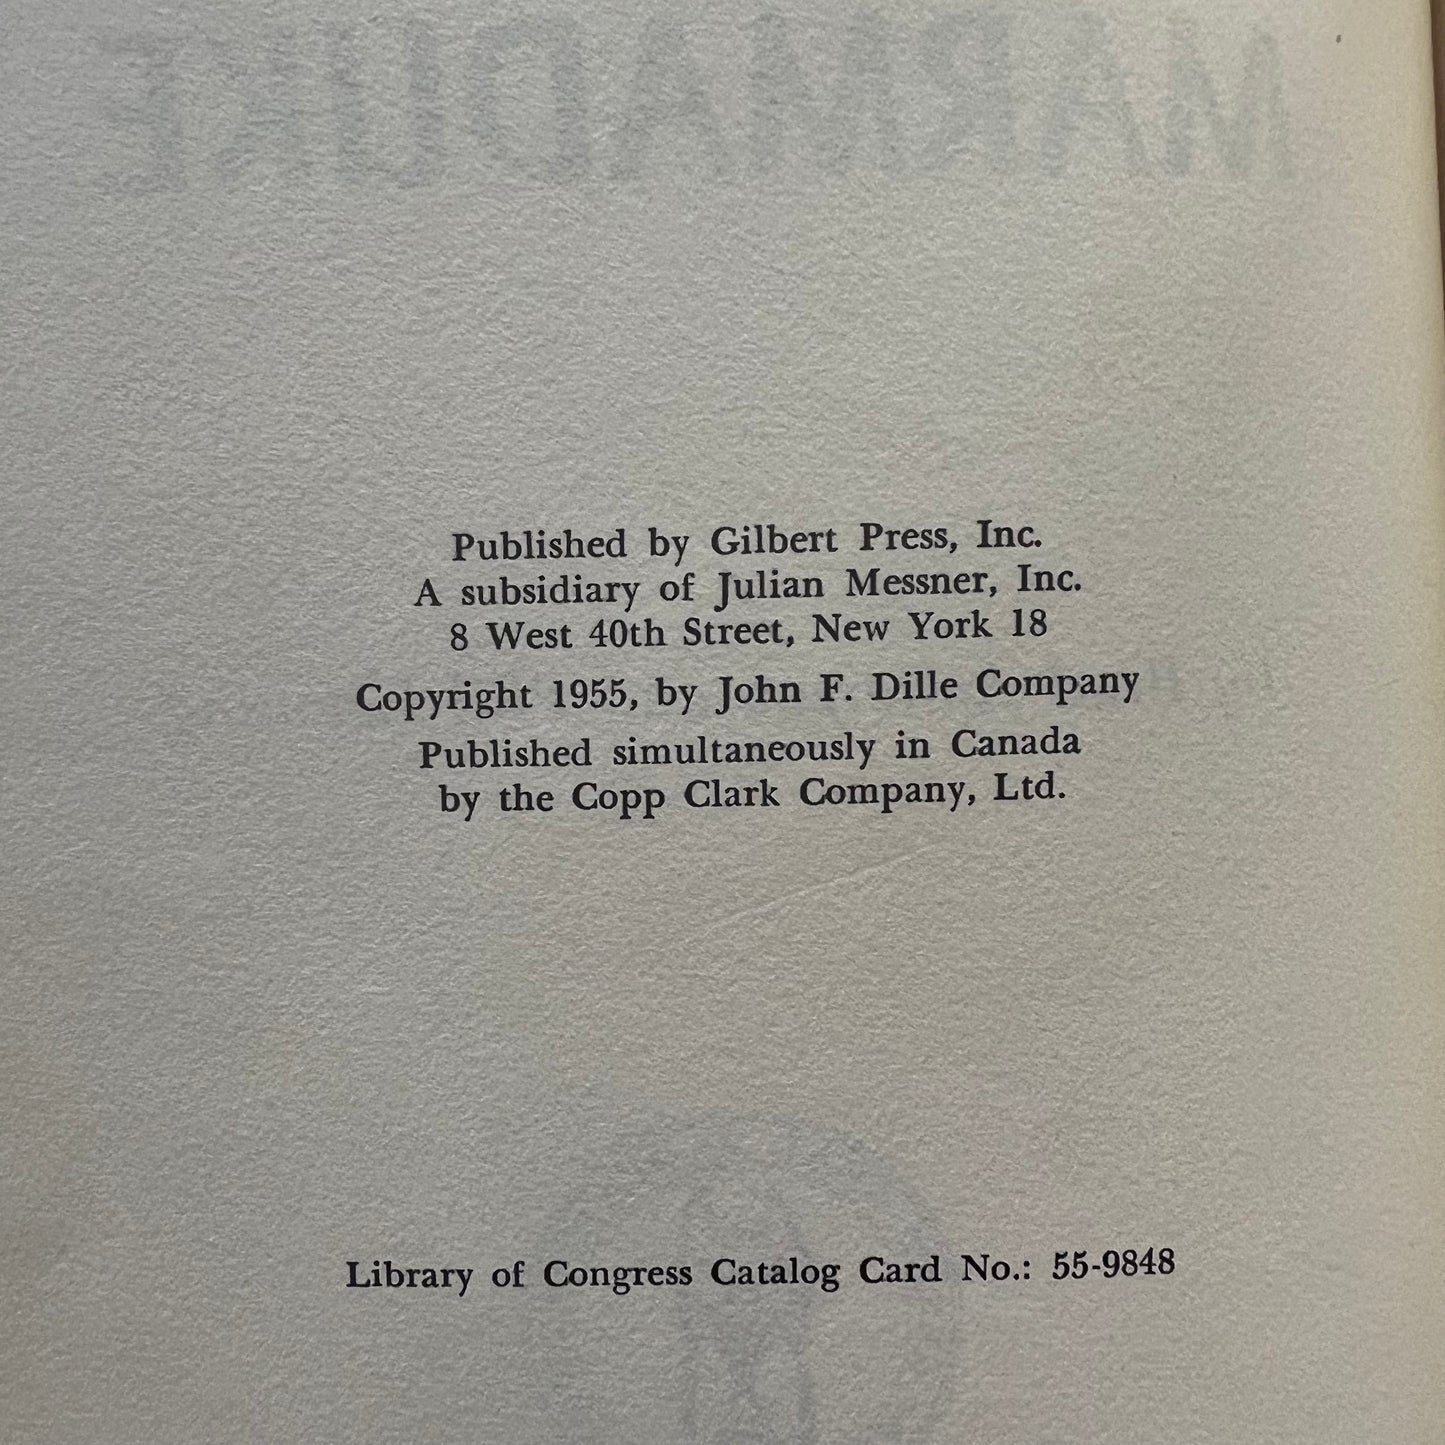 Published by Gilbert Press, Inc.
A subsidiary of Julian Messner, Inc.
8 West 40th Street, New York 18
Copyright 1955, by John F. Dille Company
Published simultaneously in Canada
by the Copp Clark Company, Ltd.
Library of Congress Catalog Card No.: 55-9848